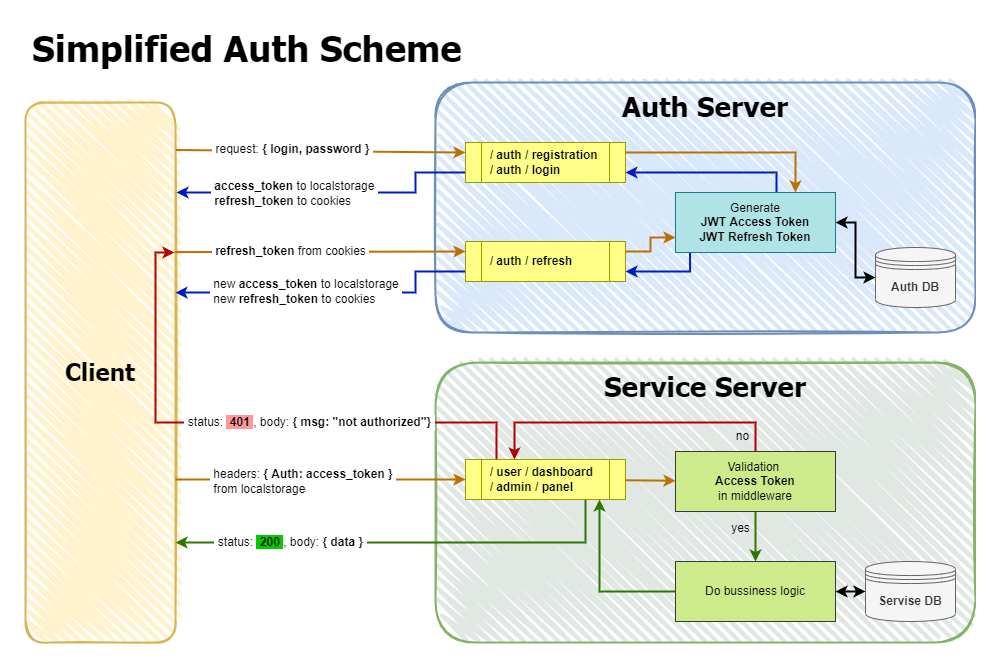 Simplified Auth Scheme
Auth Server
request: { login, password }
/ auth / registration
/ auth / login
access_token to localstorage
refresh_token to cookies
Generate
JWT Access Token
JWT Refresh Token
refresh_token from cookies
/ auth / refresh
new access_token to localstorage
new refresh_token to cookies
Auth DB
Client
Service Server
status: 401, body: { msg: "not authorized"}
no
headers: { Auth: access_token }
from localstorage
/ user / dashboard
/ admin / panel
Validation
Access Token
in middleware
yes
status: 200, body: { data }
Do bussiness logic
Servise DB